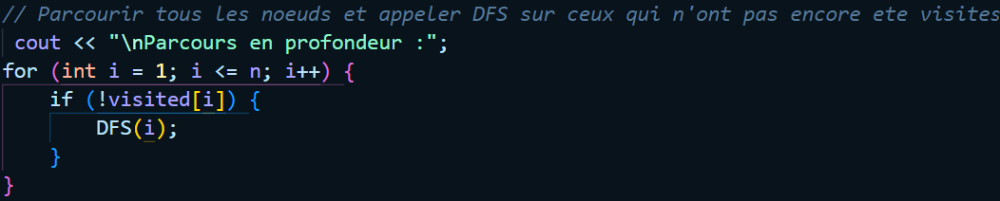 // Parcourir tous les noeuds et appeler DFS sur ceux qui n'ont pas encore ete visites
cout << "\nParcours en profondeur :";
for (int i = 1; i <= n; i++) {
if (!visited[i]) {
DFS(i);
}
}